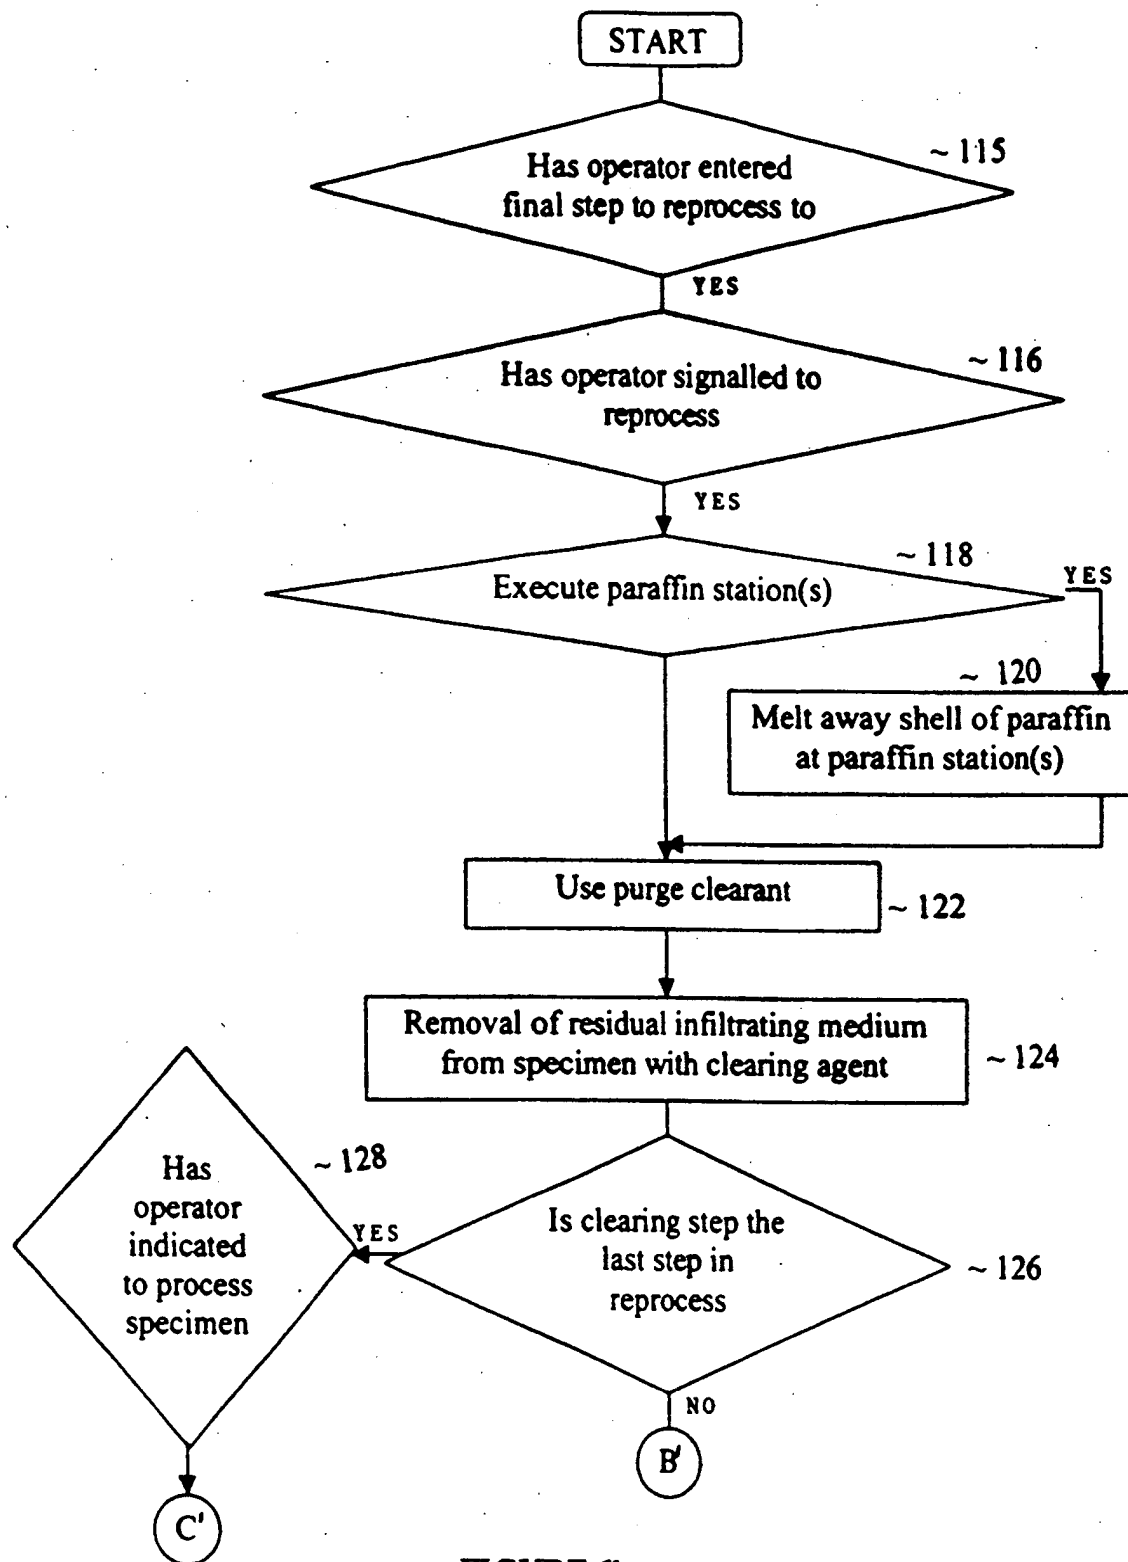 START
Has operator entered
final step to reprocess to
~ 115
YES
Has operator signalled to
reprocess
~ 116
YES
Execute paraffin station(s)
~ 118
YES
~ 120
Melt away shell of paraffin
at paraffin station(s)
Use purge clearant
~ 122
Removal of residual infiltrating medium
from specimen with clearing agent
~ 124
Has
operator
indicated
to process
specimen
~ 128
YES
Is clearing step the
last step in
reprocess
~ 126
NO
B'
C'